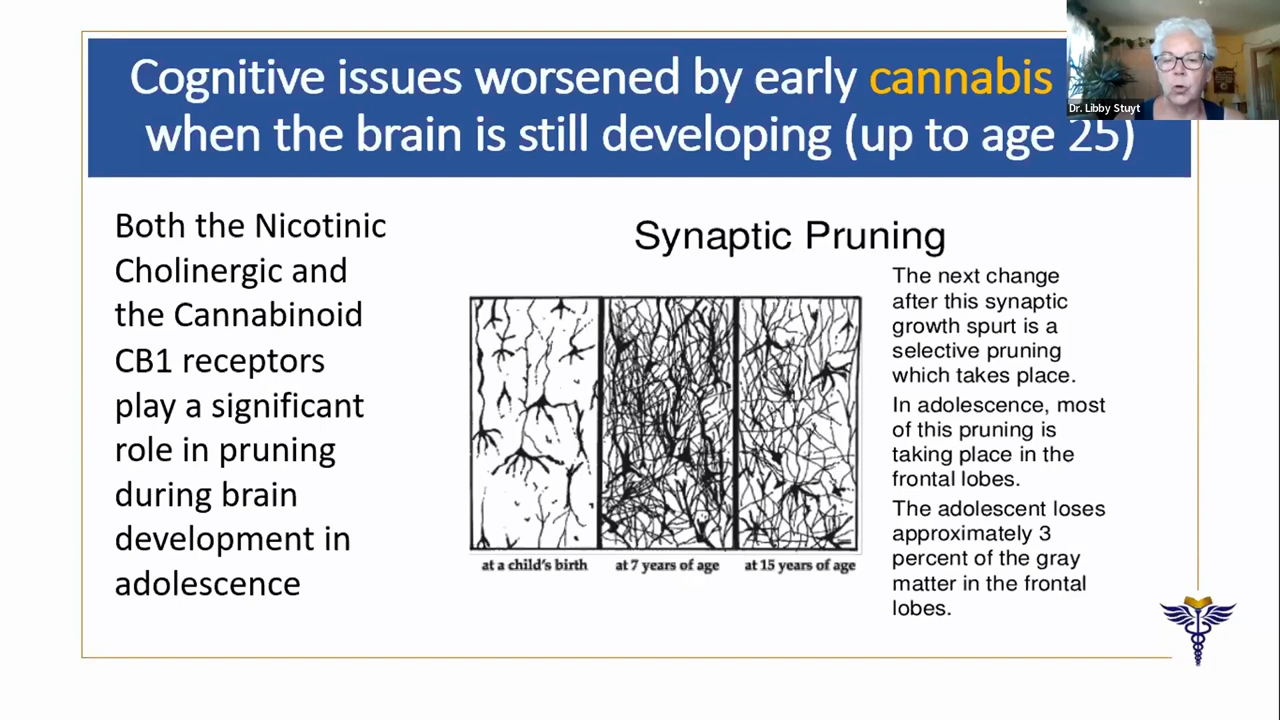 Cognitive issues worsened by early cannabis
when the brain is still developing (up to age 25)
Dr. Libby Stuyt
Both the Nicotinic
Cholinergic and
the Cannabinoid
CB1 receptors
play a significant
role in pruning
during brain
development in
adolescence
Synaptic Pruning
at a child's birth
at 7 years of age
at 15 years of age
The next change
after this synaptic
growth spurt is a
selective pruning
which takes place.
In adolescence, most
of this pruning is
taking place in the
frontal lobes.
The adolescent loses
approximately 3
percent of the gray
matter in the frontal
lobes.